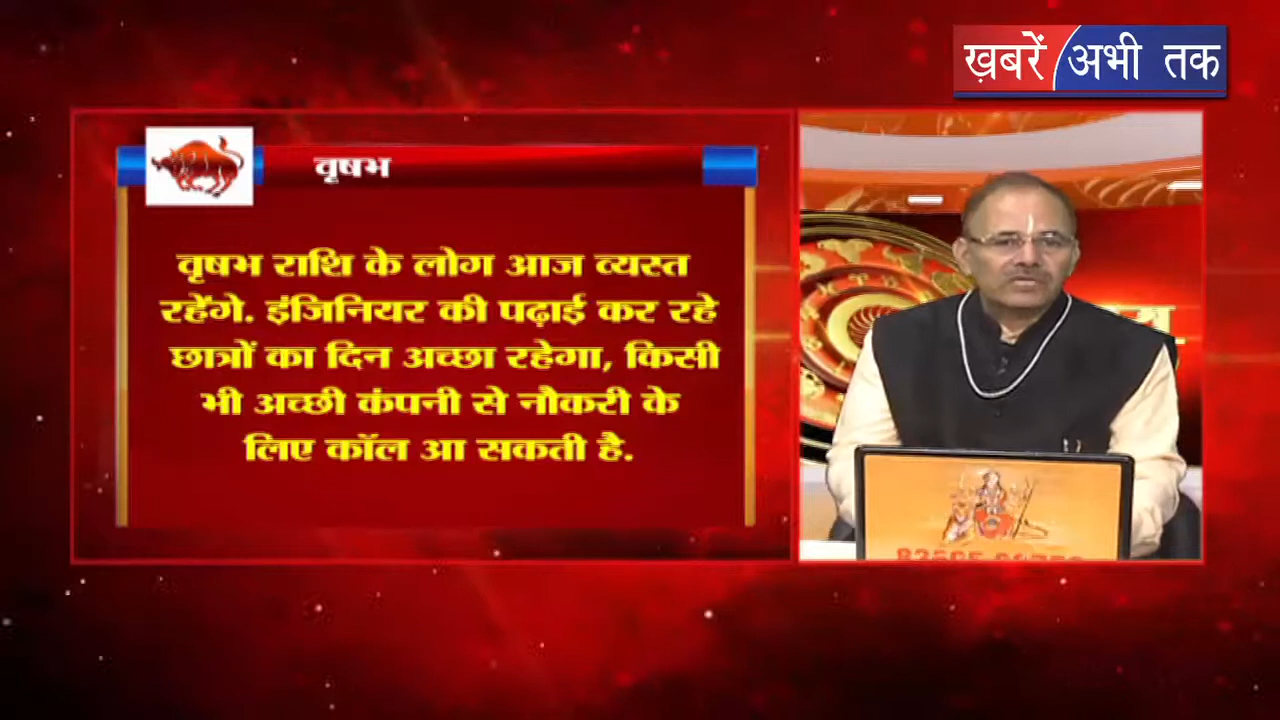 ख़बरें अभी तक
वृषभ
वृषभ राशि के लोग आज व्यस्त
रहेंगे. इंजिनियर की पढ़ाई कर रहे
छात्रों का दिन अच्छा रहेगा, किसी
भी अच्छी कंपनी से नौकरी के
लिए कॉल आ सकती है.